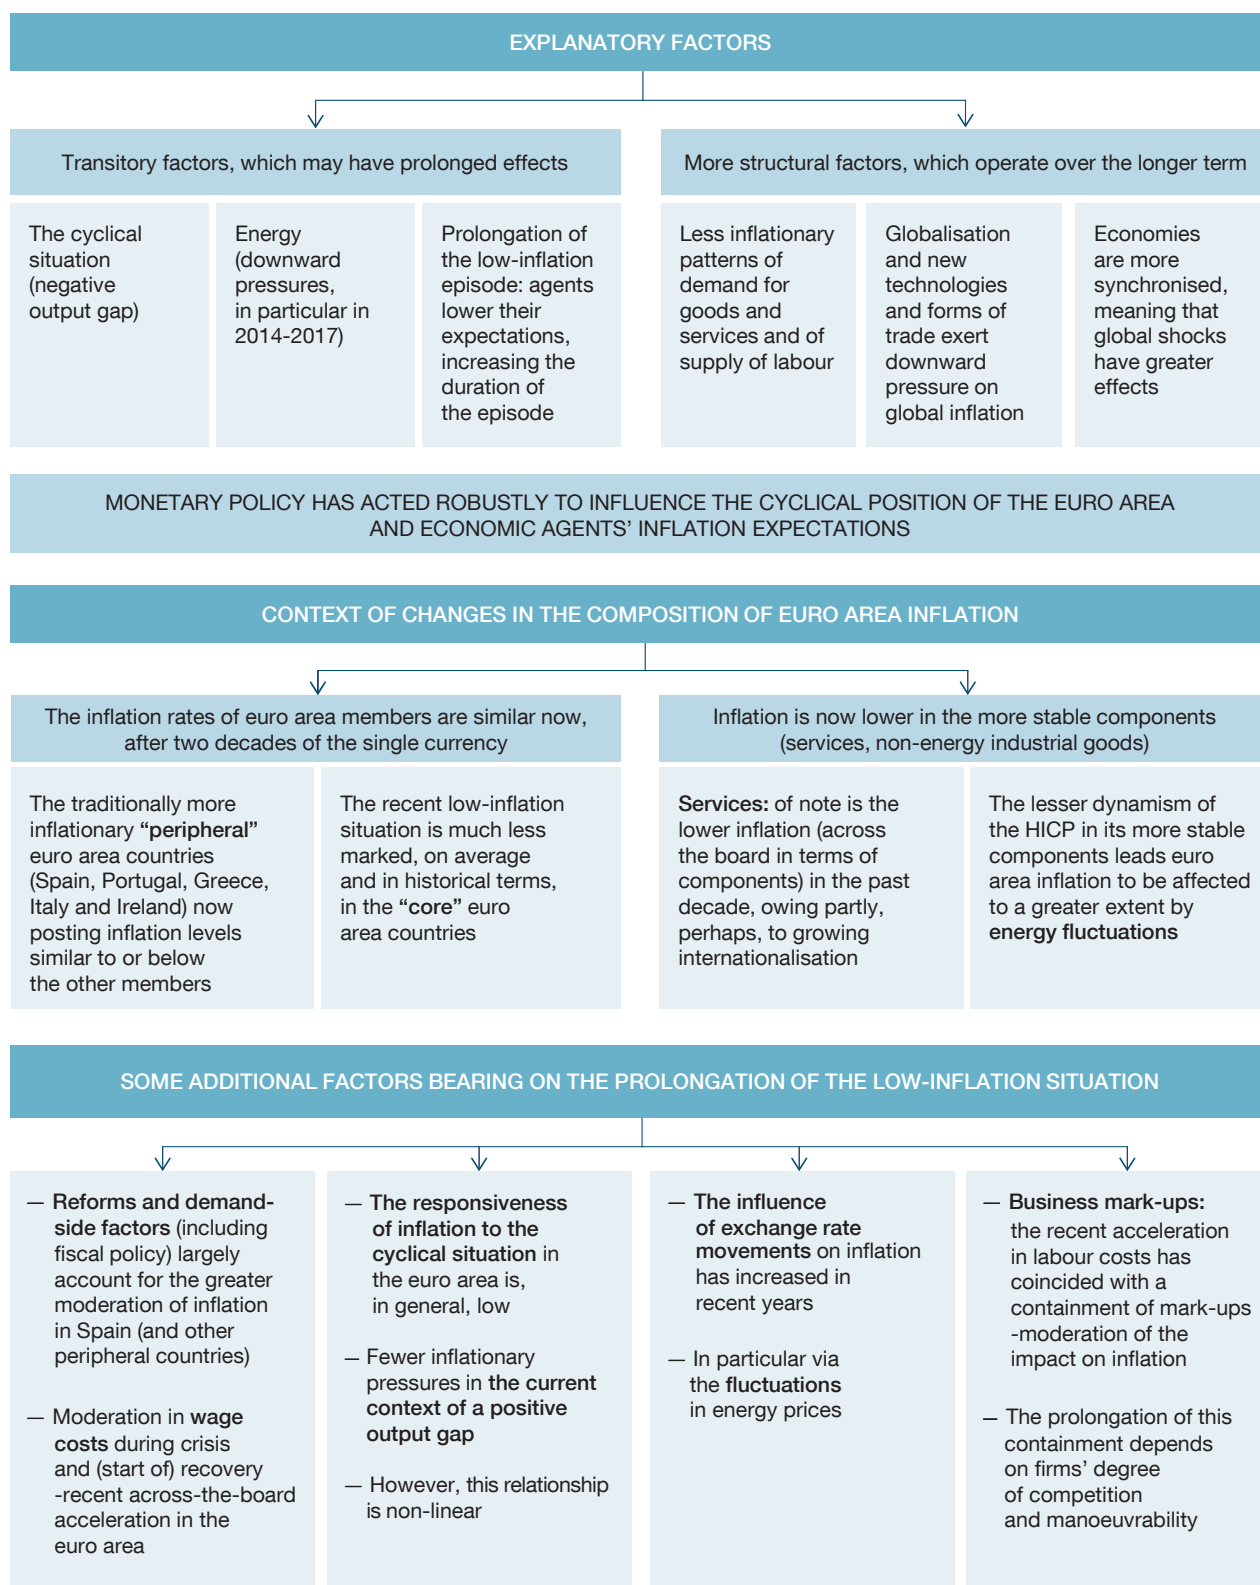 EXPLANATORY FACTORS
Transitory factors, which may have prolonged effects
More structural factors, which operate over the longer term
The cyclical
situation
(negative
output gap)
Energy
(downward
pressures,
in particular in
2014-2017)
Prolongation of
the low-inflation
episode: agents
lower their
expectations,
increasing the
duration of
the episode
Less inflationary
patterns of
demand for
goods and
services and of
supply of labour
Globalisation
and new
technologies
and forms of
trade exert
downward
pressure on
global inflation
Economies
are more
synchronised,
meaning that
global shocks
have greater
effects
MONETARY POLICY HAS ACTED ROBUSTLY TO INFLUENCE THE CYCLICAL POSITION OF THE EURO AREA
AND ECONOMIC AGENTS’ INFLATION EXPECTATIONS
CONTEXT OF CHANGES IN THE COMPOSITION OF EURO AREA INFLATION
The inflation rates of euro area members are similar now,
after two decades of the single currency
Inflation is now lower in the more stable components
(services, non-energy industrial goods)
The traditionally more
inflationary “peripheral”
euro area countries
(Spain, Portugal, Greece,
Italy and Ireland) now
posting inflation levels
similar to or below
the other members
The recent low-inflation
situation is much less
marked, on average
and in historical terms,
in the “core” euro
area countries
Services: of note is the
lower inflation (across
the board in terms of
components) in the past
decade, owing partly,
perhaps, to growing
internationalisation
The lesser dynamism of
the HICP in its more stable
components leads euro
area inflation to be affected
to a greater extent by
energy fluctuations
SOME ADDITIONAL FACTORS BEARING ON THE PROLONGATION OF THE LOW-INFLATION SITUATION
— Reforms and demand-
side factors (including
fiscal policy) largely
account for the greater
moderation of inflation
in Spain (and other
peripheral countries)
— Moderation in wage
costs during crisis
and (start of) recovery
-recent across-the-board
acceleration in the
euro area
— The responsiveness
of inflation to the
cyclical situation in
the euro area is,
in general, low
— Fewer inflationary
pressures in the current
context of a positive
output gap
— However, this relationship
is non-linear
— The influence
of exchange rate
movements on inflation
has increased in
recent years
— In particular via
the fluctuations
in energy prices
— Business mark-ups:
the recent acceleration
in labour costs has
coincided with a
containment of mark-ups
-moderation of the
impact on inflation
— The prolongation of this
containment depends
on firms’ degree
of competition
and manoeuvrability